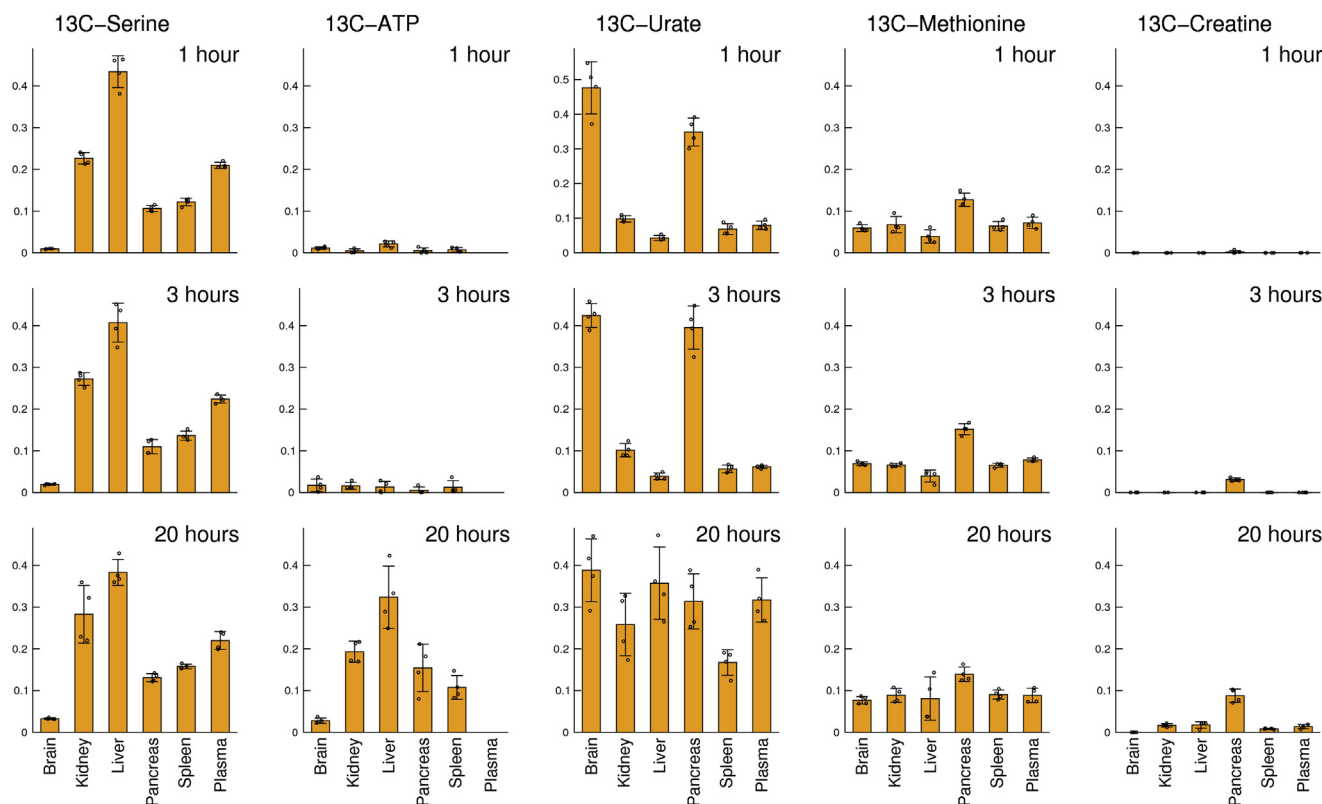 13C−Serine 13C−ATP 13C−Urate 13C−Methionine 13C−Creatine
1 hour 1 hour 1 hour 1 hour 1 hour
0.4 0.4 0.5 0.4 0.4
0.3 0.3 0.4 0.3 0.3
0.2 0.2 0.3 0.2 0.2
0.1 0.1 0.2 0.1 0.1
0 0 0.1 0 0
0
3 hours 3 hours 3 hours 3 hours 3 hours
0.4 0.4 0.4 0.4 0.4
0.3 0.3 0.3 0.3 0.3
0.2 0.2 0.2 0.2 0.2
0.1 0.1 0.1 0.1 0.1
0 0 0 0 0
20 hours 20 hours 20 hours 20 hours 20 hours
0.4 0.4 0.4 0.4 0.4
0.3 0.3 0.3 0.3 0.3
0.2 0.2 0.2 0.2 0.2
0.1 0.1 0.1 0.1 0.1
0 0 0 0 0
Brain Kidney Liver Pancreas Spleen Plasma Brain Kidney Liver Pancreas Spleen Plasma Brain Kidney Liver Pancreas Spleen Plasma Brain Kidney Liver Pancreas Spleen Plasma Brain Kidney Liver Pancreas Spleen Plasma